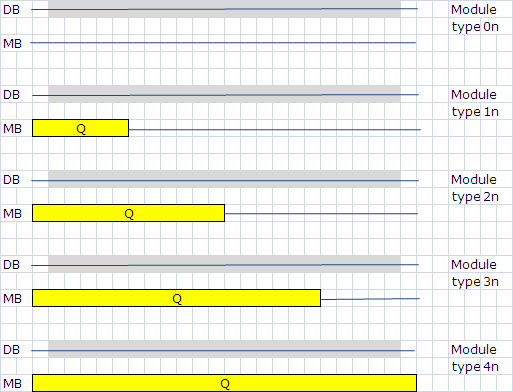 DB Module
MB type 0n
DB Module
MB Q type 1n
DB Module
MB Q type 2n
DB Module
MB Q type 3n
DB Module
MB Q type 4n